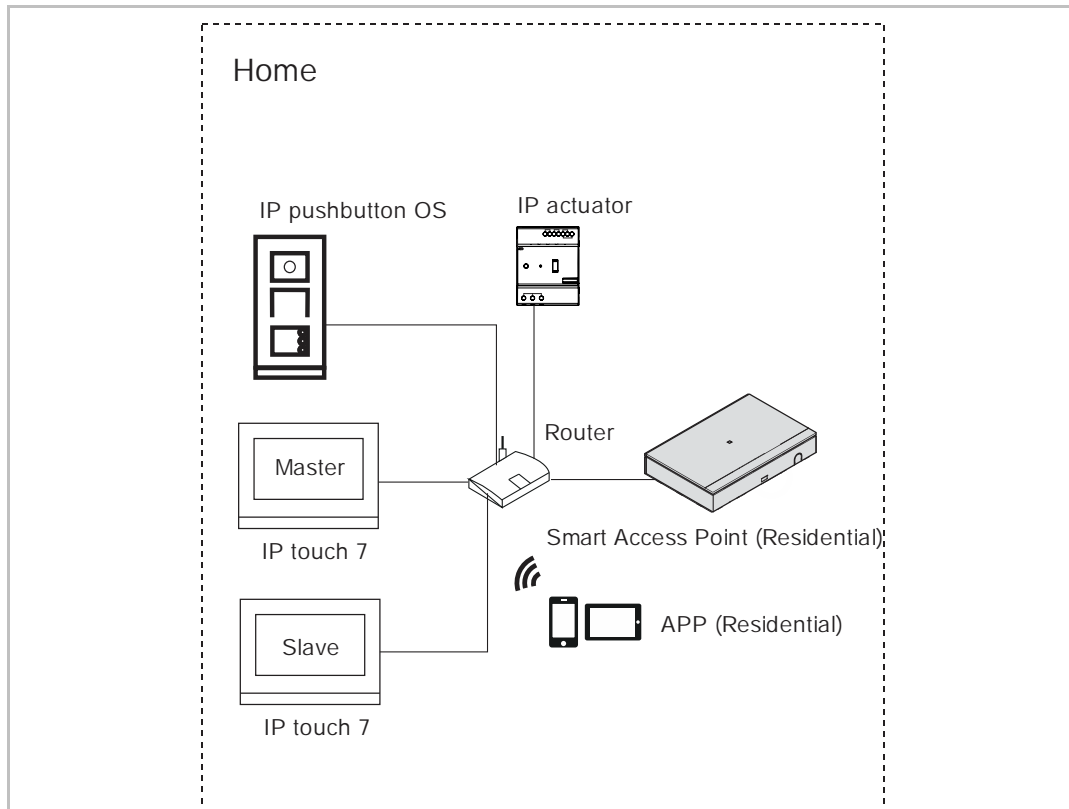 Home
IP pushbutton OS
IP actuator
Router
Master
IP touch 7
Smart Access Point (Residential)
APP (Residential)
Slave
IP touch 7